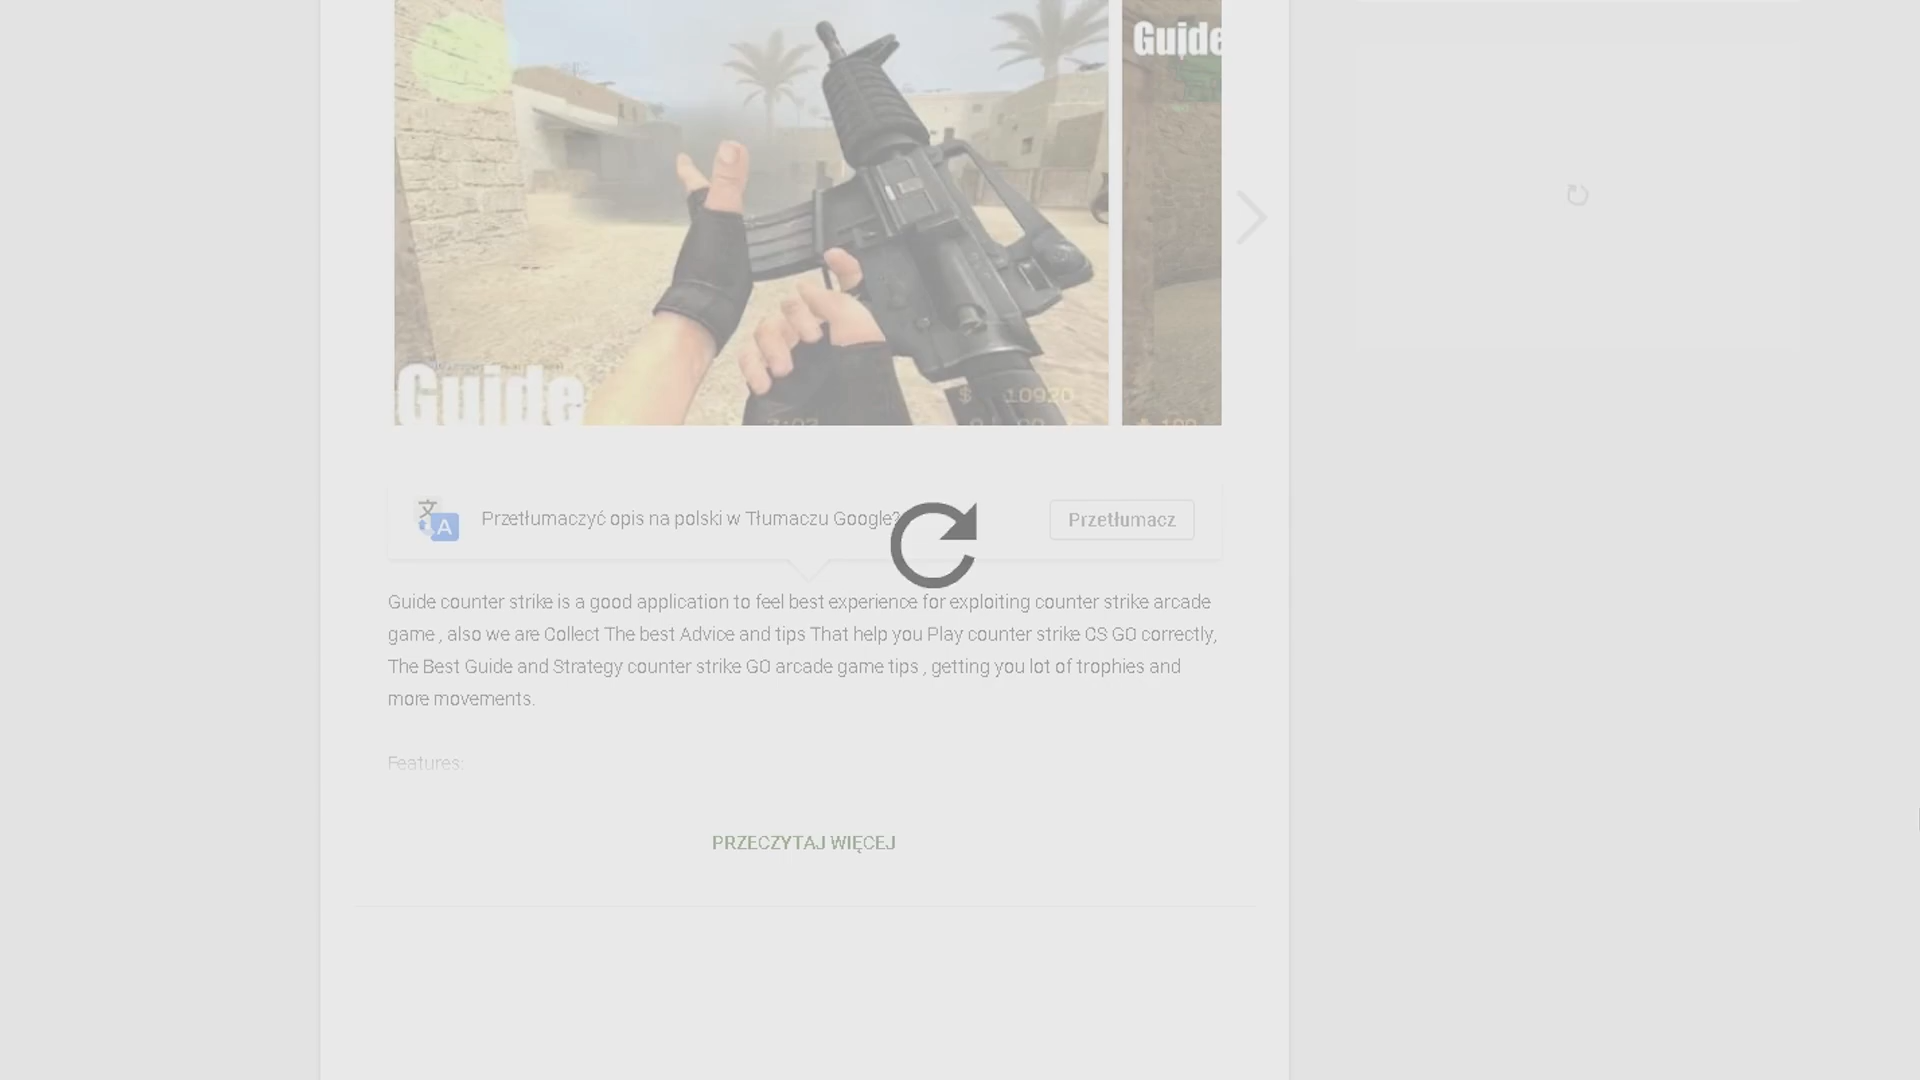 Guide
Guide
$ 10920
Przetłumaczyć opis na polski w Tłumaczu Google?
Przetłumacz
Guide counter strike is a good application to feel best experience for exploiting counter strike arcade
game , also we are Collect The best Advice and tips That help you Play counter strike CS GO correctly,
The Best Guide and Strategy counter strike GO arcade game tips , getting you lot of trophies and
more movements.
Features:
PRZECZYTAJ WIĘCEJ